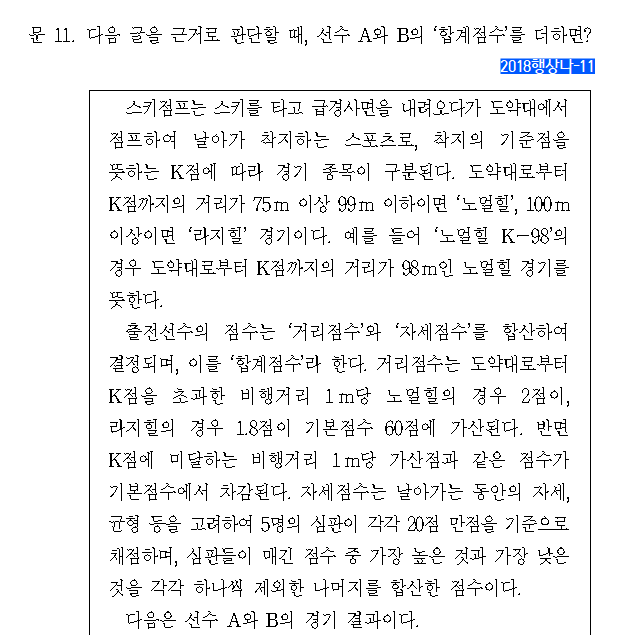 문 11. 다음 글을 근거로 판단할 때, 선수 A와 B의 ‘합계점수’를 더하면?
2018행상나-11
스키점프는 스키를 타고 급경사면을 내려오다가 도약대에서
점프하여 날아가 착지하는 스포츠로, 착지의 기준점을
뜻하는 K점에 따라 경기 종목이 구분된다. 도약대로부터
K점까지의 거리가 75m 이상 99m 이하이면 ‘노멀힐’, 100m
이상이면 ‘라지힐’ 경기이다. 예를 들어 ‘노멀힐 K-98’의
경우 도약대로부터 K점까지의 거리가 98m인 노멀힐 경기를
뜻한다.
출전선수의 점수는 ‘거리점수’와 ‘자세점수’를 합산하여
결정되며, 이를 ‘합계점수’라 한다. 거리점수는 도약대로부터
K점을 초과한 비행거리 1m당 노멀힐의 경우 2점이,
라지힐의 경우 1.8점이 기본점수 60점에 가산된다. 반면
K점에 미달하는 비행거리 1m당 가산점과 같은 점수가
기본점수에서 차감된다. 자세점수는 날아가는 동안의 자세,
균형 등을 고려하여 5명의 심판이 각각 20점 만점을 기준으로
채점하며, 심판들이 매긴 점수 중 가장 높은 것과 가장 낮은
것을 각각 하나씩 제외한 나머지를 합산한 점수이다.
다음은 선수 A와 B의 경기 결과이다.